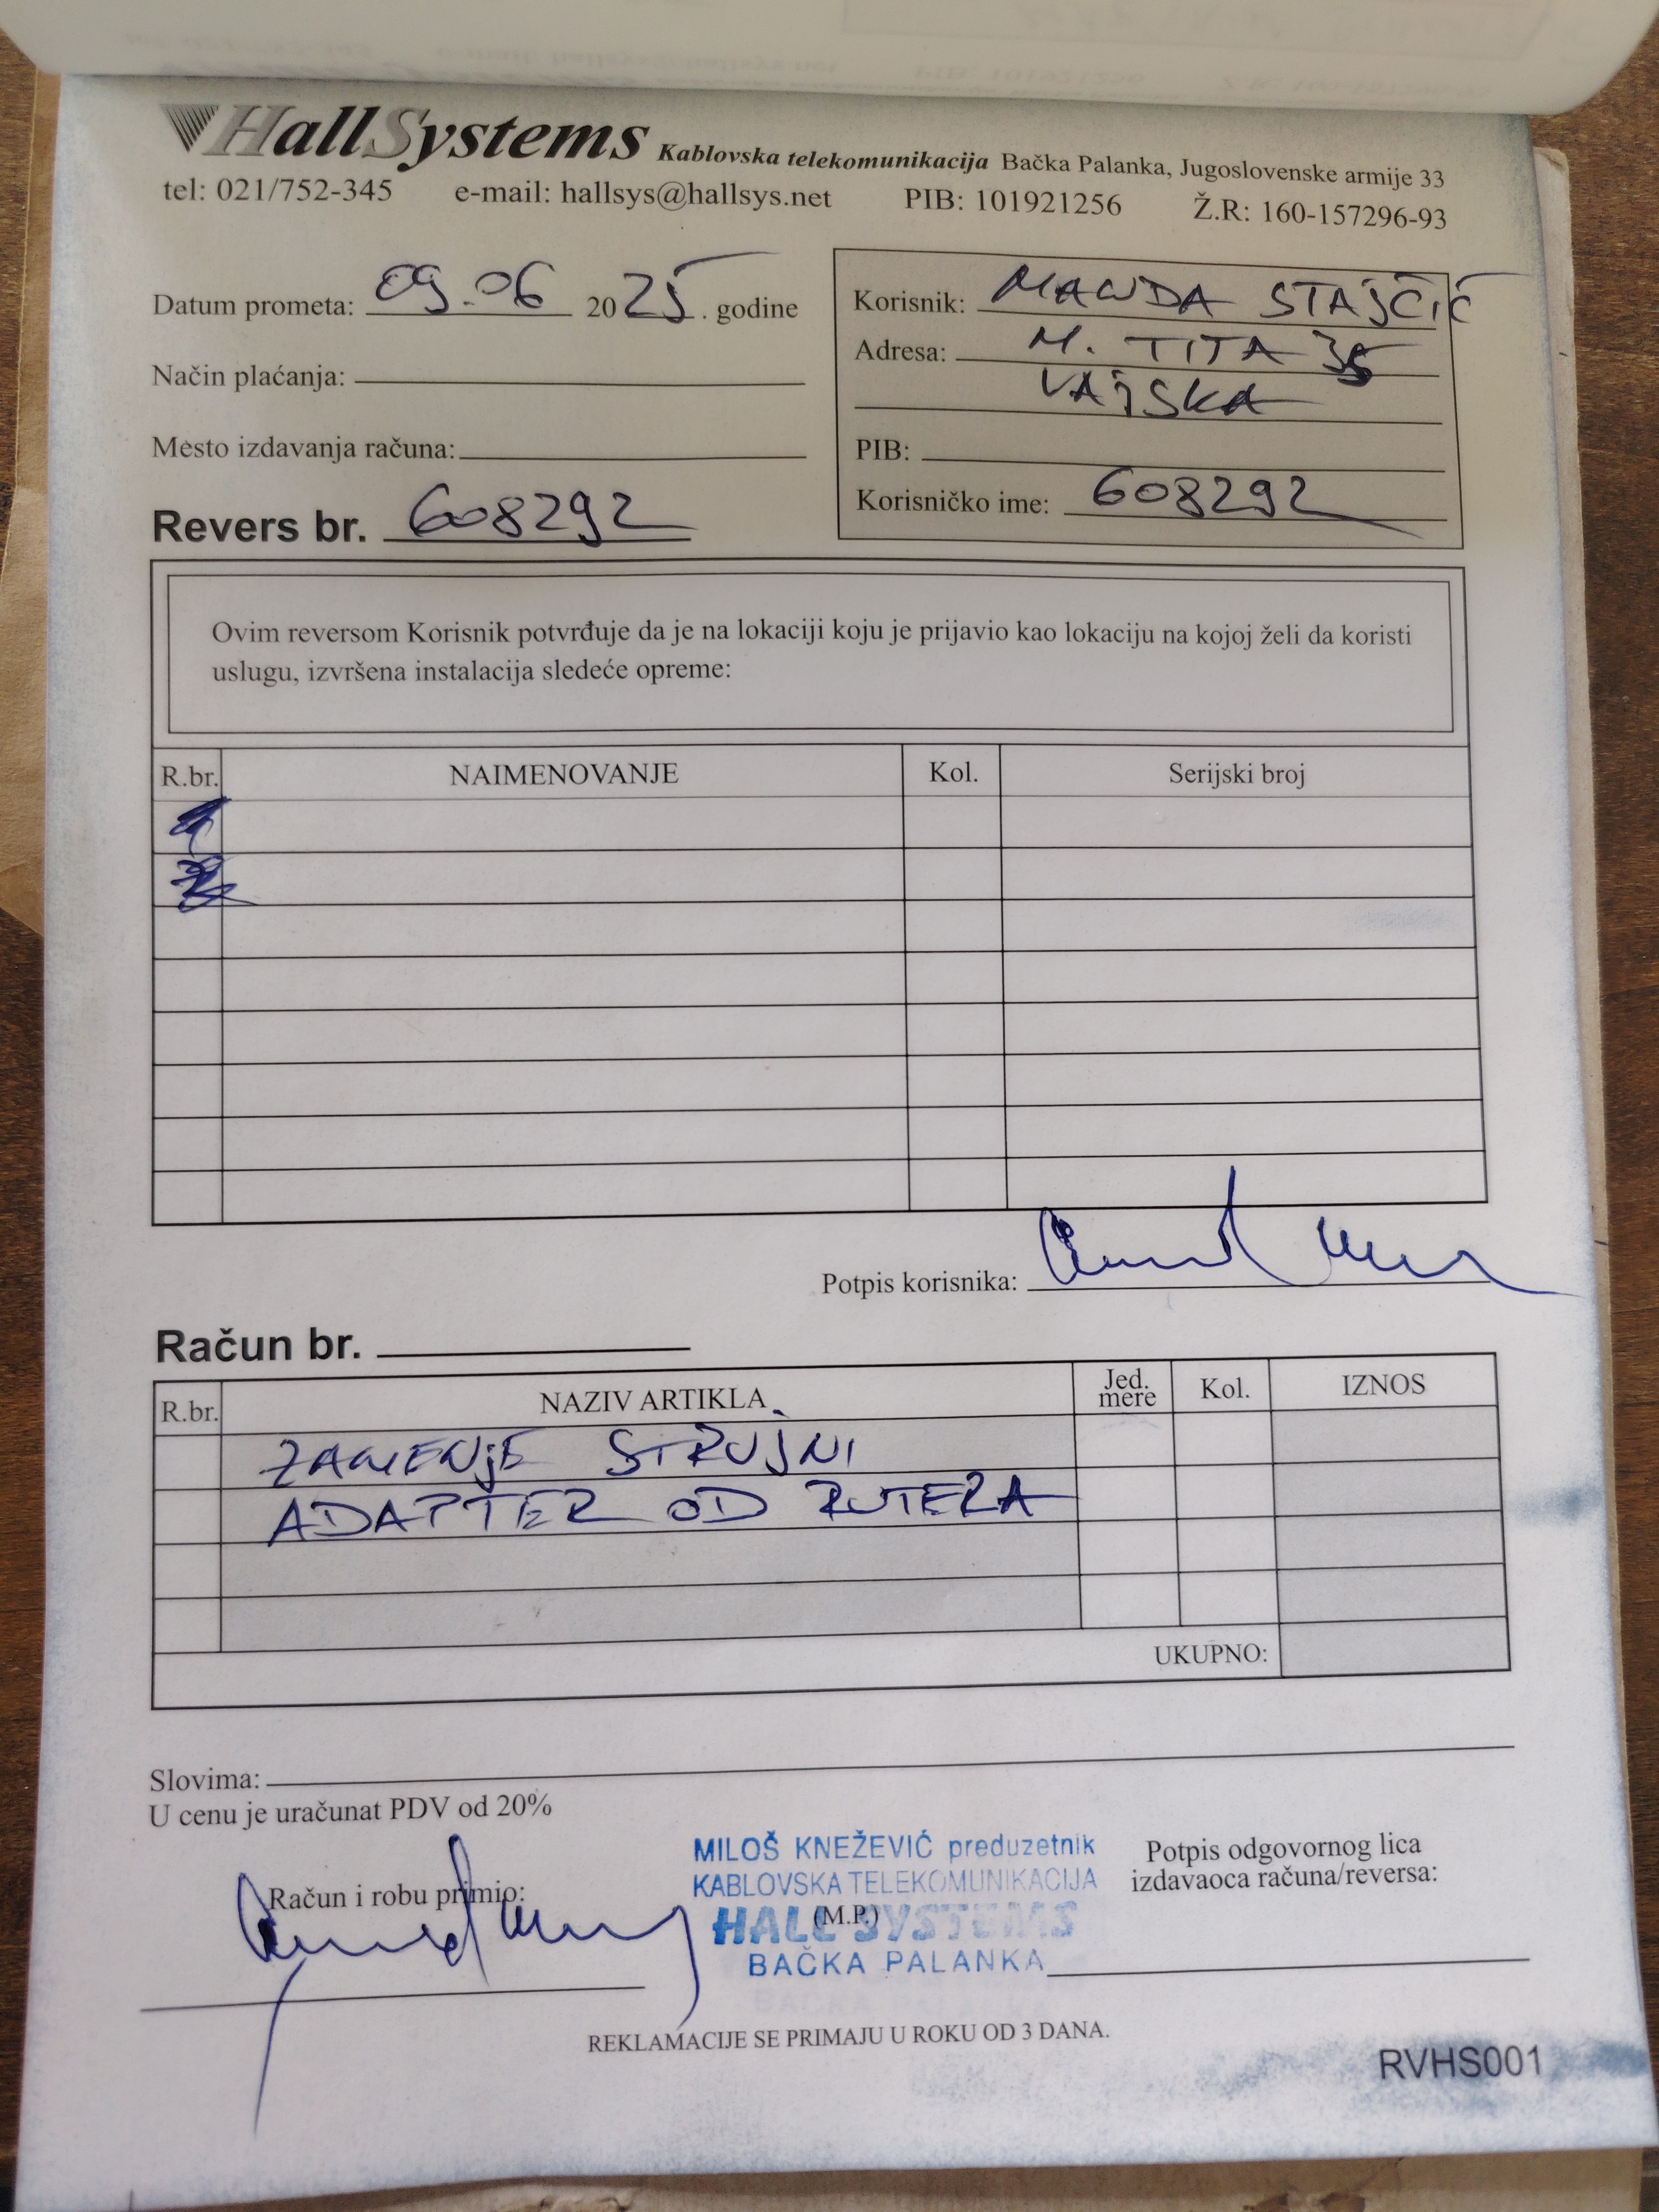 HallSystems Kablovska telekomunikacija Bačka Palanka, Jugoslovenske armije 33
tel: 021/752-345 e-mail: hallsys@hallsys.net PIB: 101921256 Ž.R: 160-157296-93
Datum prometa: 09.06 2025. godine
Način plaćanja:
Mesto izdavanja računa:
Revers br. 608292
Korisnik: MANDA STAJČIĆ
Adresa: M. TITA 35
VAJSKA
PIB:
Korisničko ime: 608292
Ovim reversom Korisnik potvrđuje da je na lokaciji koju je prijavio kao lokaciju na kojoj želi da koristi
uslugu, izvršena instalacija sledeće opreme:
R.br. NAIMENOVANJE Kol. Serijski broj
Potpis korisnika:
Račun br.
R.br. NAZIV ARTIKLA Jed. mere Kol. IZNOS
ZAMENJE STRUJNI
ADAPTER OD RUTERA
UKUPNO:
Slovima:
U cenu je uračunat PDV od 20%
Račun i robu primio:
MILOŠ KNEŽEVIĆ preduzetnik
KABLOVSKA TELEKOMUNIKACIJA
(M.P.)
HALL SYSTEMS
BAČKA PALANKA
Potpis odgovornog lica
izdavaoca računa/reversa:
REKLAMACIJE SE PRIMAJU U ROKU OD 3 DANA.
RVHS001